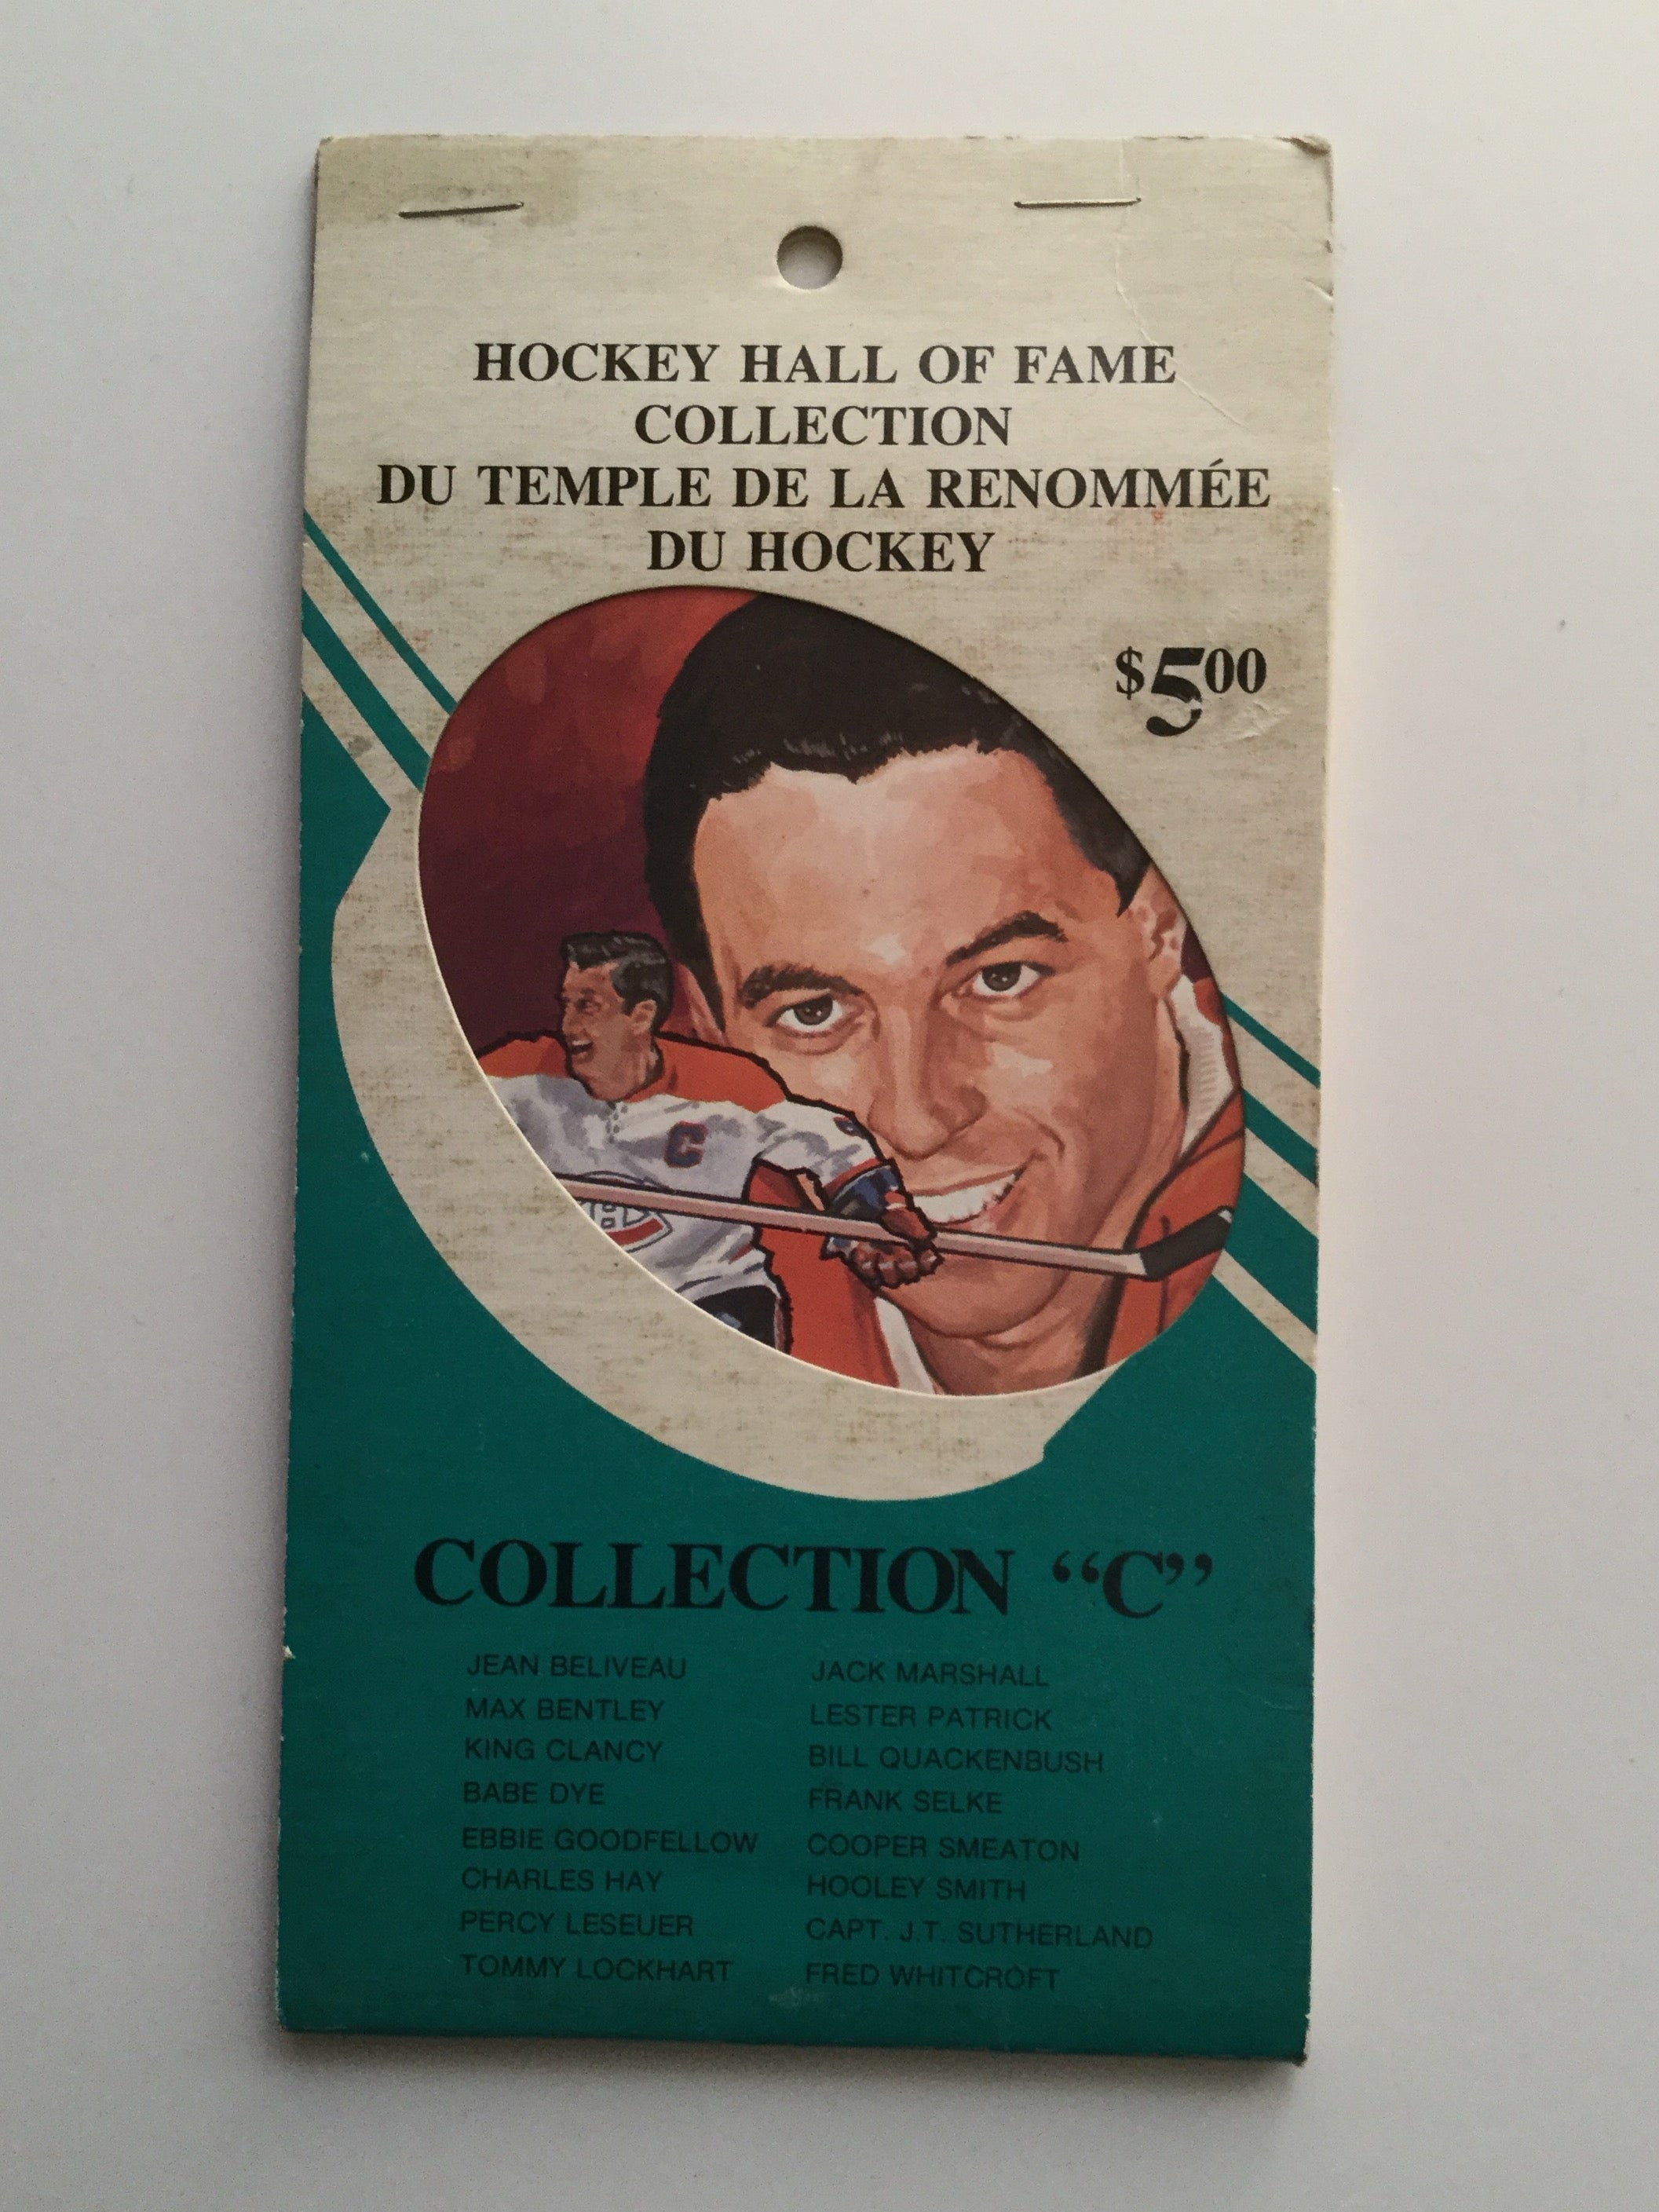 HOCKEY HALL OF FAME
COLLECTION
DU TEMPLE DE LA RENOMMÉE
DU HOCKEY
$5.00
C
CH
COLLECTION “C”
JEAN BELIVEAU
MAX BENTLEY
KING CLANCY
BABE DYE
EBBIE GOODFELLOW
CHARLES HAY
PERCY LESEUER
TOMMY LOCKHART
JACK MARSHALL
LESTER PATRICK
BILL QUACKENBUSH
FRANK SELKE
COOPER SMEATON
HOOLEY SMITH
CAPT. J.T. SUTHERLAND
FRED WHITCROFT